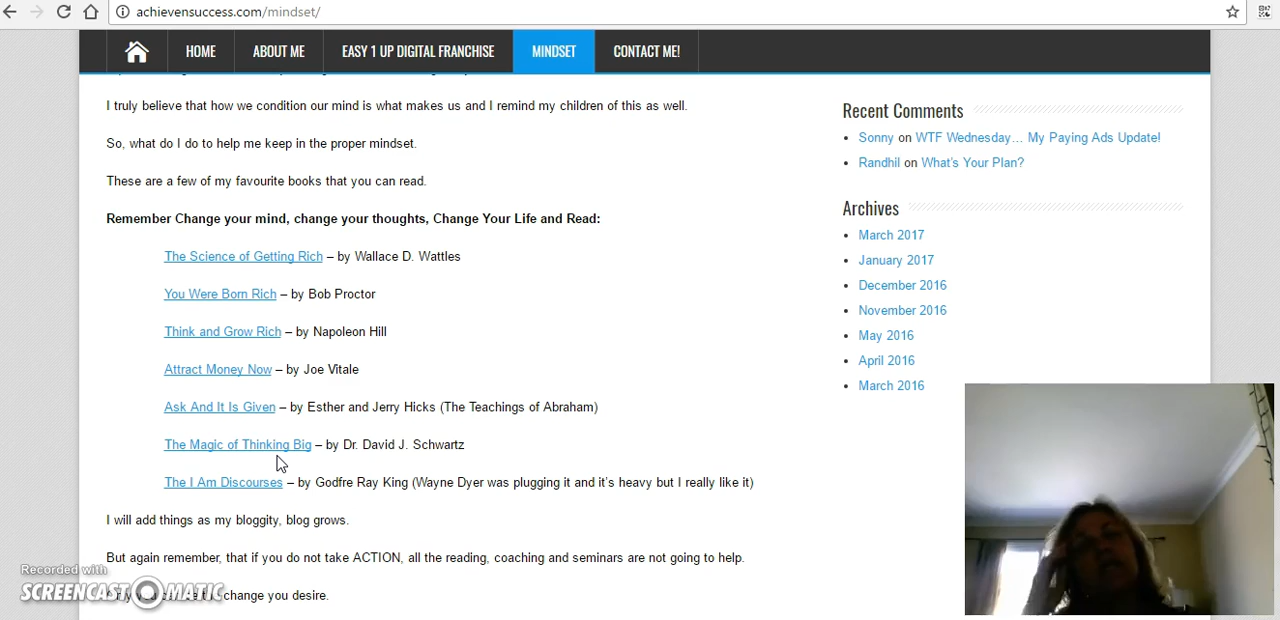 achievensuccess.com/mindset/
HOME ABOUT ME EASY 1 UP DIGITAL FRANCHISE MINDSET CONTACT ME!
I truly believe that how we condition our mind is what makes us and I remind my children of this as well.
So, what do I do to help me keep in the proper mindset.
These are a few of my favourite books that you can read.
Remember Change your mind, change your thoughts, Change Your Life and Read:
The Science of Getting Rich – by Wallace D. Wattles
You Were Born Rich – by Bob Proctor
Think and Grow Rich – by Napoleon Hill
Attract Money Now – by Joe Vitale
Ask And It Is Given – by Esther and Jerry Hicks (The Teachings of Abraham)
The Magic of Thinking Big – by Dr. David J. Schwartz
The I Am Discourses – by Godfre Ray King (Wayne Dyer was plugging it and it's heavy but I really like it)
I will add things as my bloggity, blog grows.
But again remember, that if you do not take ACTION, all the reading, coaching and seminars are not going to help.
change you desire.
Recent Comments
Sonny on WTF Wednesday… My Paying Ads Update!
Randhil on What's Your Plan?
Archives
March 2017
January 2017
December 2016
November 2016
May 2016
April 2016
March 2016
Recorded with
SCREENCAST-O-MATIC